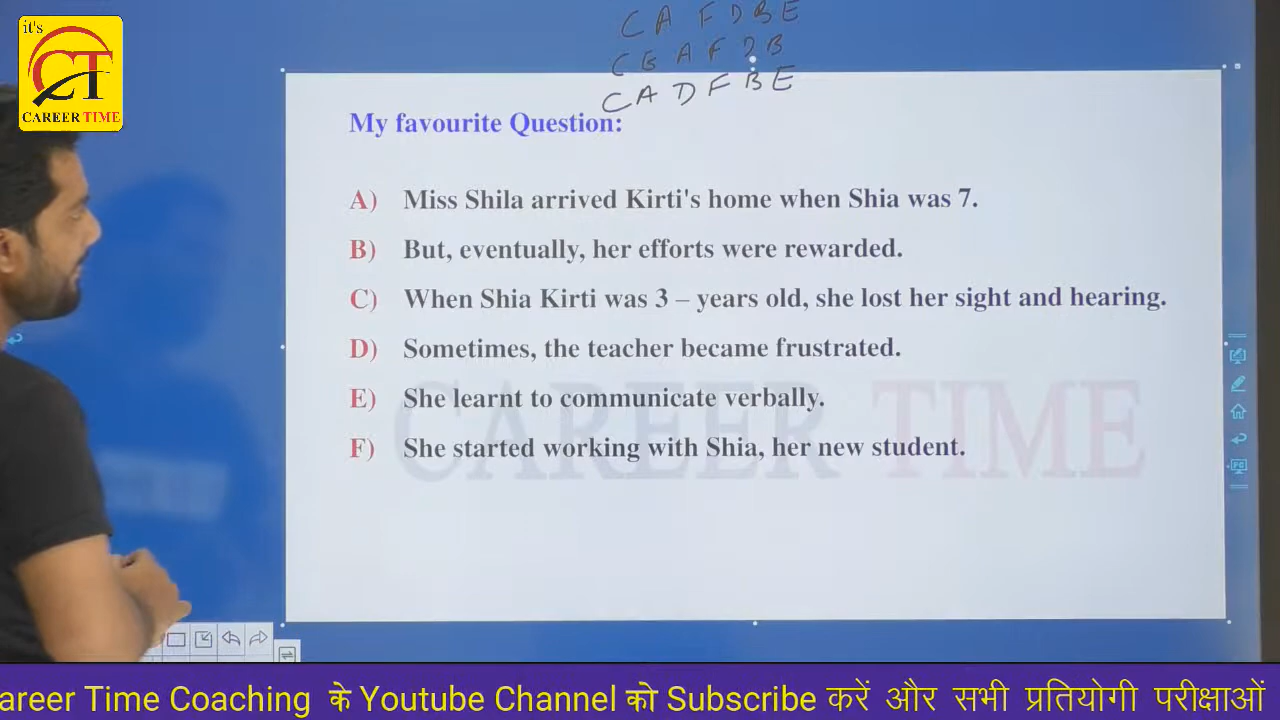 it's
CT
CAREER TIME
C A F D B E
C E A F D B
C A D F B E
My favourite Question:
A) Miss Shila arrived Kirti's home when Shia was 7.
B) But, eventually, her efforts were rewarded.
C) When Shia Kirti was 3 – years old, she lost her sight and hearing.
D) Sometimes, the teacher became frustrated.
E) She learnt to communicate verbally.
F) She started working with Shia, her new student.
CAREER TIME
areer Time Coaching के Youtube Channel को Subscribe करें और सभी प्रतियोगी परीक्षाओं